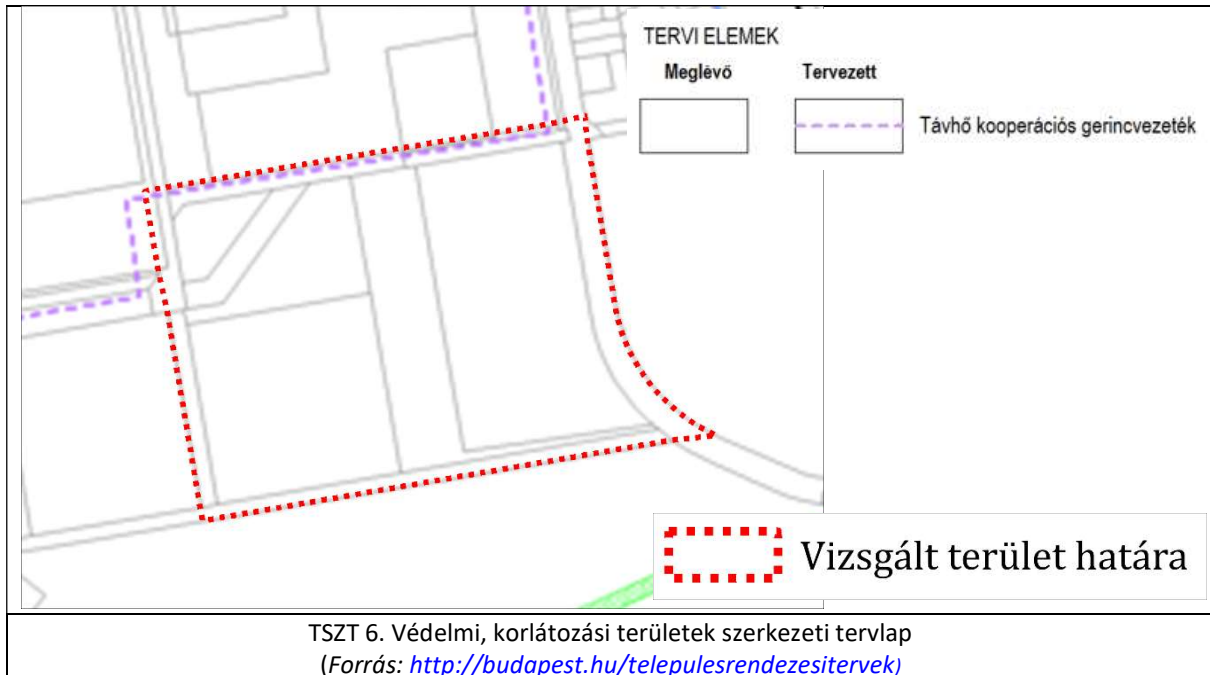 TERVI ELEMEK
Meglévő Tervezett
Távhő kooperációs gerincvezeték
Vizsgált terület határa
TSZT 6. Védelmi, korlátozási területek szerkezeti tervlap
(Forrás: http://budapest.hu/telepulesrendezesitervek)